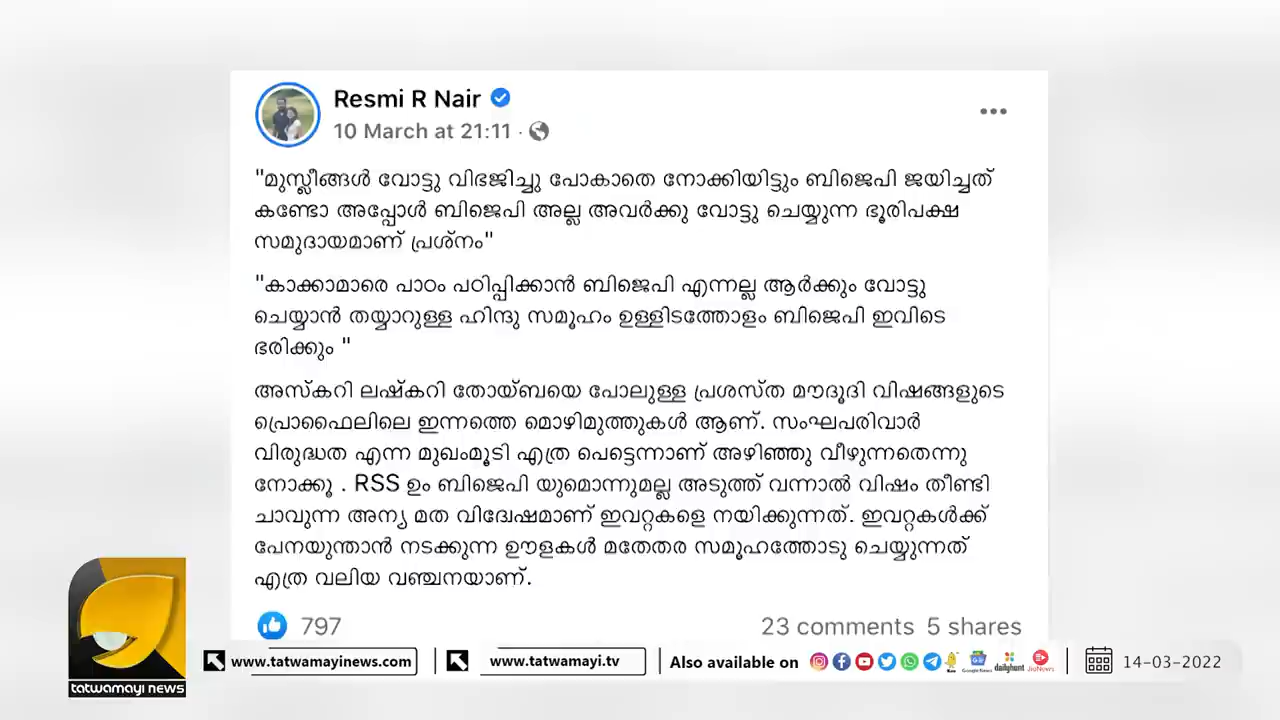 Resmi R Nair
10 March at 21:11 ·
"മുസ്ലീങ്ങൾ വോട്ടു വിഭജിച്ചു പോകാതെ നോക്കിയിട്ടും ബിജെപി ജയിച്ചത്
കണ്ടോ അപ്പോൾ ബിജെപി അല്ല അവർക്കു വോട്ടു ചെയ്യുന്ന ഭൂരിപക്ഷ
സമുദായമാണ് പ്രശ്നം"
"കാക്കാമാരെ പാഠം പഠിപ്പിക്കാൻ ബിജെപി എന്നല്ല ആർക്കും വോട്ടു
ചെയ്യാൻ തയ്യാറുള്ള ഹിന്ദു സമൂഹം ഉള്ളിടത്തോളം ബിജെപി ഇവിടെ
ഭരിക്കും "
അസ്കറി ലഷ്കറി തോയ്ബയെ പോലുള്ള പ്രശസ്ത മൗദൂദി വിഷങ്ങളുടെ
പ്രൊഫൈലിലെ ഇന്നത്തെ മൊഴിമുത്തുകൾ ആണ്. സംഘപരിവാർ
വിരുദ്ധത എന്ന മുഖംമൂടി എത്ര പെട്ടെന്നാണ് അഴിഞ്ഞു വീഴുന്നതെന്നു
നോക്കൂ . RSS ഉം ബിജെപി യുമൊന്നുമല്ല അടുത്ത് വന്നാൽ വിഷം തീണ്ടി
ചാവുന്ന അന്യ മത വിദ്വേഷമാണ് ഇവറ്റകളെ നയിക്കുന്നത്. ഇവറ്റകൾക്ക്
പേനയുന്താൻ നടക്കുന്ന ഊളകൾ മതേതര സമൂഹത്തോടു ചെയ്യുന്നത്
എത്ര വലിയ വഞ്ചനയാണ്.
797
23 comments 5 shares
tatwamayi news
www.tatwamayinews.com
www.tatwamayi.tv
Also available on
Google News
dailyhunt
JioNews
14-03-2022